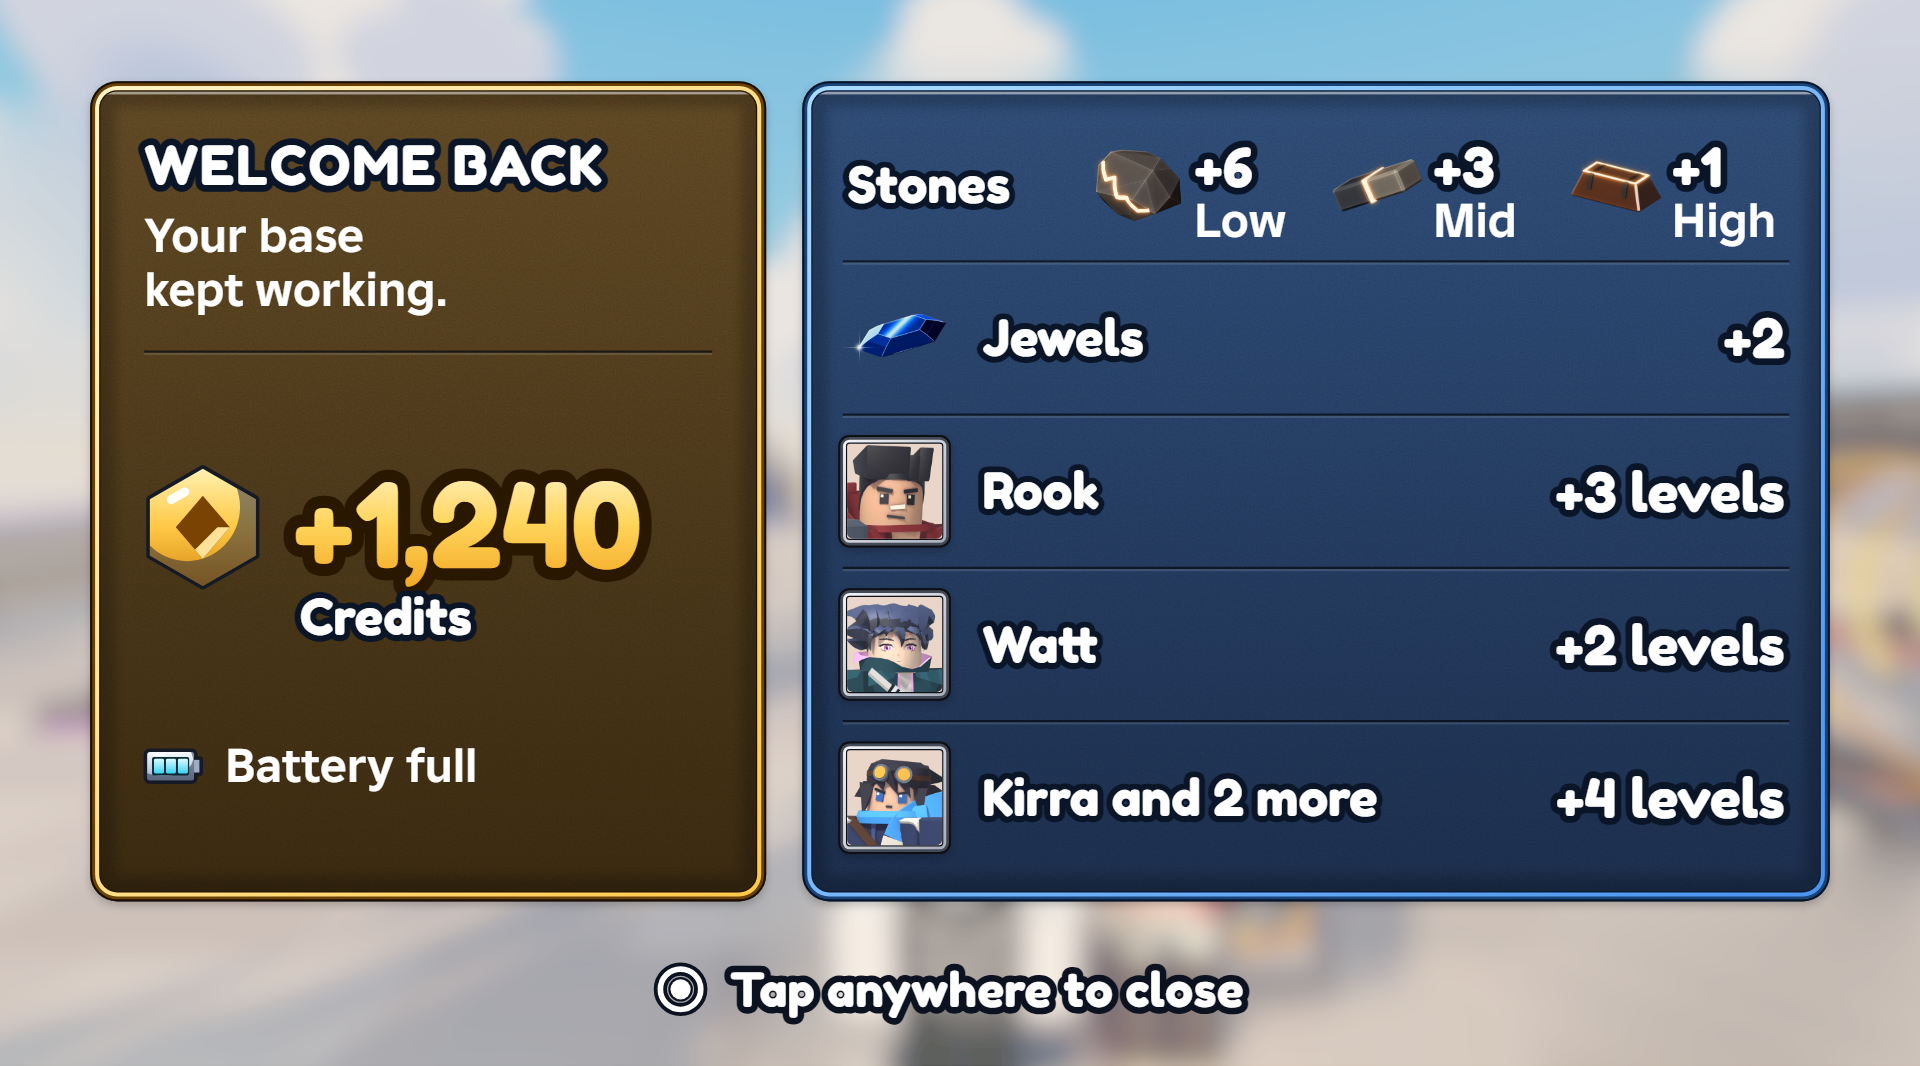 WELCOME BACK
Your base
kept working.
+1,240
Credits
Battery full
Stones
+6
Low
+3
Mid
+1
High
Jewels
+2
Rook
+3 levels
Watt
+2 levels
Kirra and 2 more
+4 levels
Tap anywhere to close